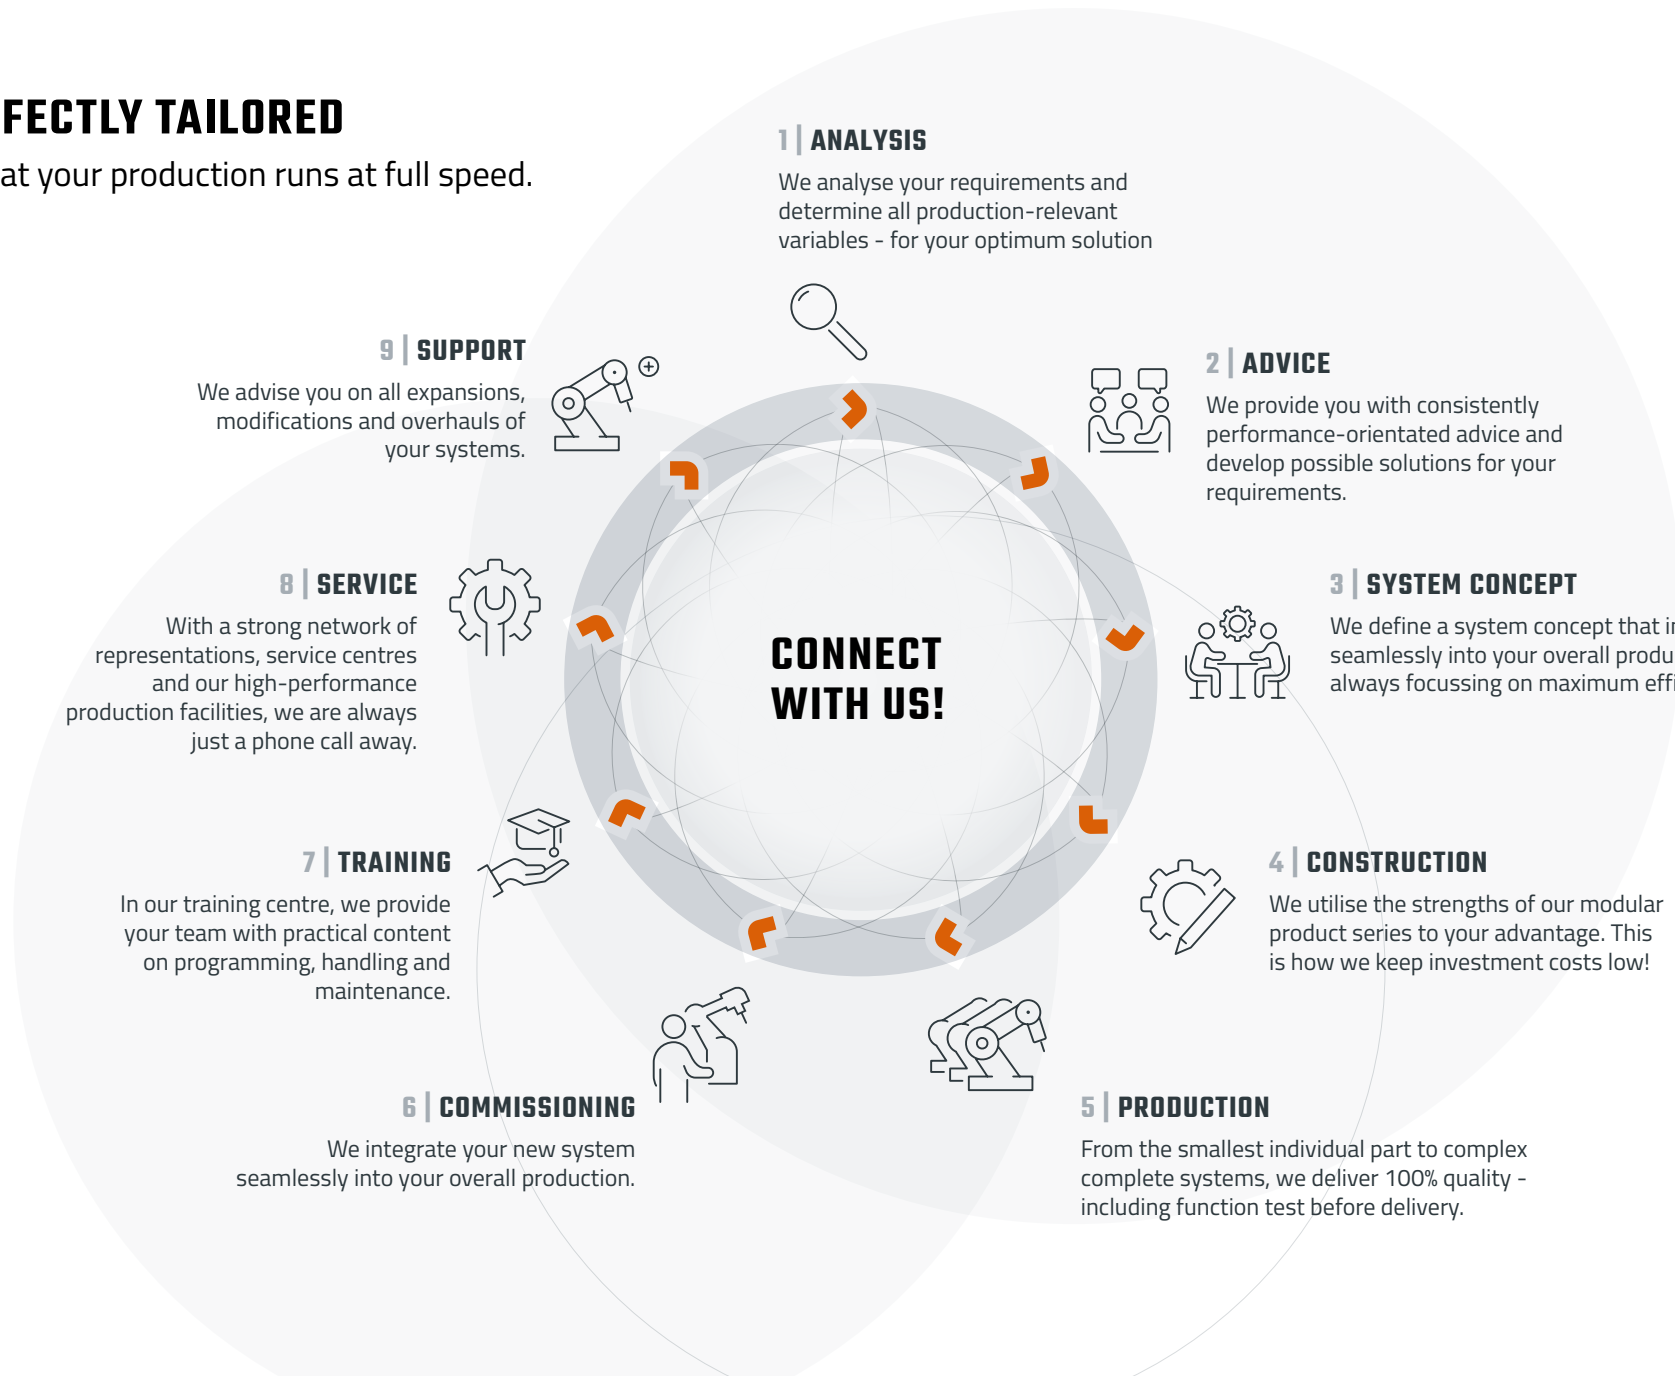 FECTLY TAILORED
at your production runs at full speed.
1 | ANALYSIS
We analyse your requirements and
determine all production-relevant
variables - for your optimum solution
2 | ADVICE
We provide you with consistently
performance-orientated advice and
develop possible solutions for your
requirements.
3 | SYSTEM CONCEPT
We define a system concept that
seamlessly into your overall
always focussing on maximum
4 | CONSTRUCTION
We utilise the strengths of our modular
product series to your advantage. This
is how we keep investment costs low!
5 | PRODUCTION
From the smallest individual part to complex
complete systems, we deliver 100% quality -
including function test before delivery.
6 | COMMISSIONING
We integrate your new system
seamlessly into your overall production.
7 | TRAINING
In our training centre, we provide
your team with practical content
on programming, handling and
maintenance.
8 | SERVICE
With a strong network of
representations, service centres
and our high-performance
production facilities, we are always
just a phone call away.
9 | SUPPORT
We advise you on all expansions,
modifications and overhauls of
your systems.
CONNECT
WITH US!